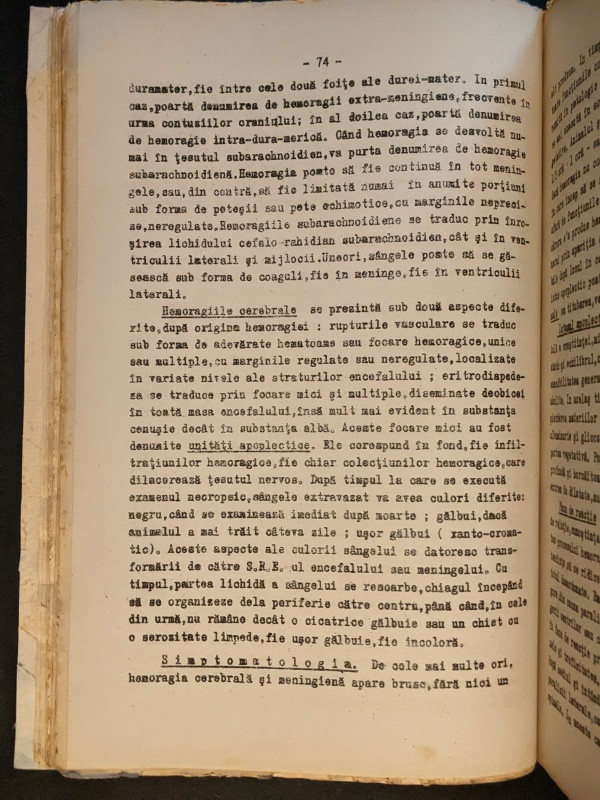 - 74 -
duramater,fie între cele două foițe ale durei-mater. In primul
caz,poartă denumirea de hemoragii extra-meningiene,frecvente în
urma contuziilor craniului; în al doilea caz,poartă denumirea
de hemoragie intra-dura-merică. Când hemoragia se desvoltă nu-
mai în țesutul subarachnoidien,va purta denumirea de hemoragie
subarachnoidienă.Hemoragia poate să fie continuă în tot menin-
gele,sau,din contră,să fie limitată numai în anumite porțiuni
sub forma de peteșii sau pete echimotice,cu marginile nepreci-
se,neregulate.Hemoragiile subarachnoidiene se traduc prin înro-
șirea lichidului cefalo-rahidian subarachnoidien,cât și în ven-
triculii laterali și mijlocii.Uneori,sângele poate să se gă-
sească sub forma de coaguli,fie în meninge,fie în ventriculii
laterali.
Hemoragiile cerebrale se prezintă sub două aspecte dife-
rite,după originea hemoragiei : rupturile vasculare se traduc
sub forma de adevărate hematoame sau focare hemoragice,unice
sau multiple,cu marginile regulate sau neregulate,localizate
în variate nivele ale straturilor encefalului ; eritrodiapede-
za se traduce prin focare mici și multiple,diseminate deobicei
în toată masa encefalului,însă mult mai evident în substanța
cenușie decât în substanța albă. Aceste focare mici au fost
denumite unități apoplectice. Ele corespund în fond,fie infil-
trațiunilor hemoragice,fie chiar colecțiunilor hemoragice,care
dilacerează țesutul nervos. După timpul la care se execută
examenul necropsic,sângele extravazat va avea culori diferite:
negru,când se examinează imediat după moarte ; gălbui,dacă
animalul a mai trăit câteva zile ; ușor gălbui ( xanto-croma-
tic). Aceste aspecte ale culorii sângelui se datoresc trans-
formării de către S.R.E. ul encefalului sau meningelui. Cu
timpul,partea lichidă a sângelui se resoarbe,chiagul începând
să se organizeze dela periferie către centru,până când,în cele
din urmă,nu rămâne decât o cicatrice gălbuie sau un chist cu
o serozitate limpede,fie ușor gălbuie,fie incoloră.
Simptomatologia. De cele mai multe ori,
hemoragia cerebrală și meningienă apare brusc,fără nici un